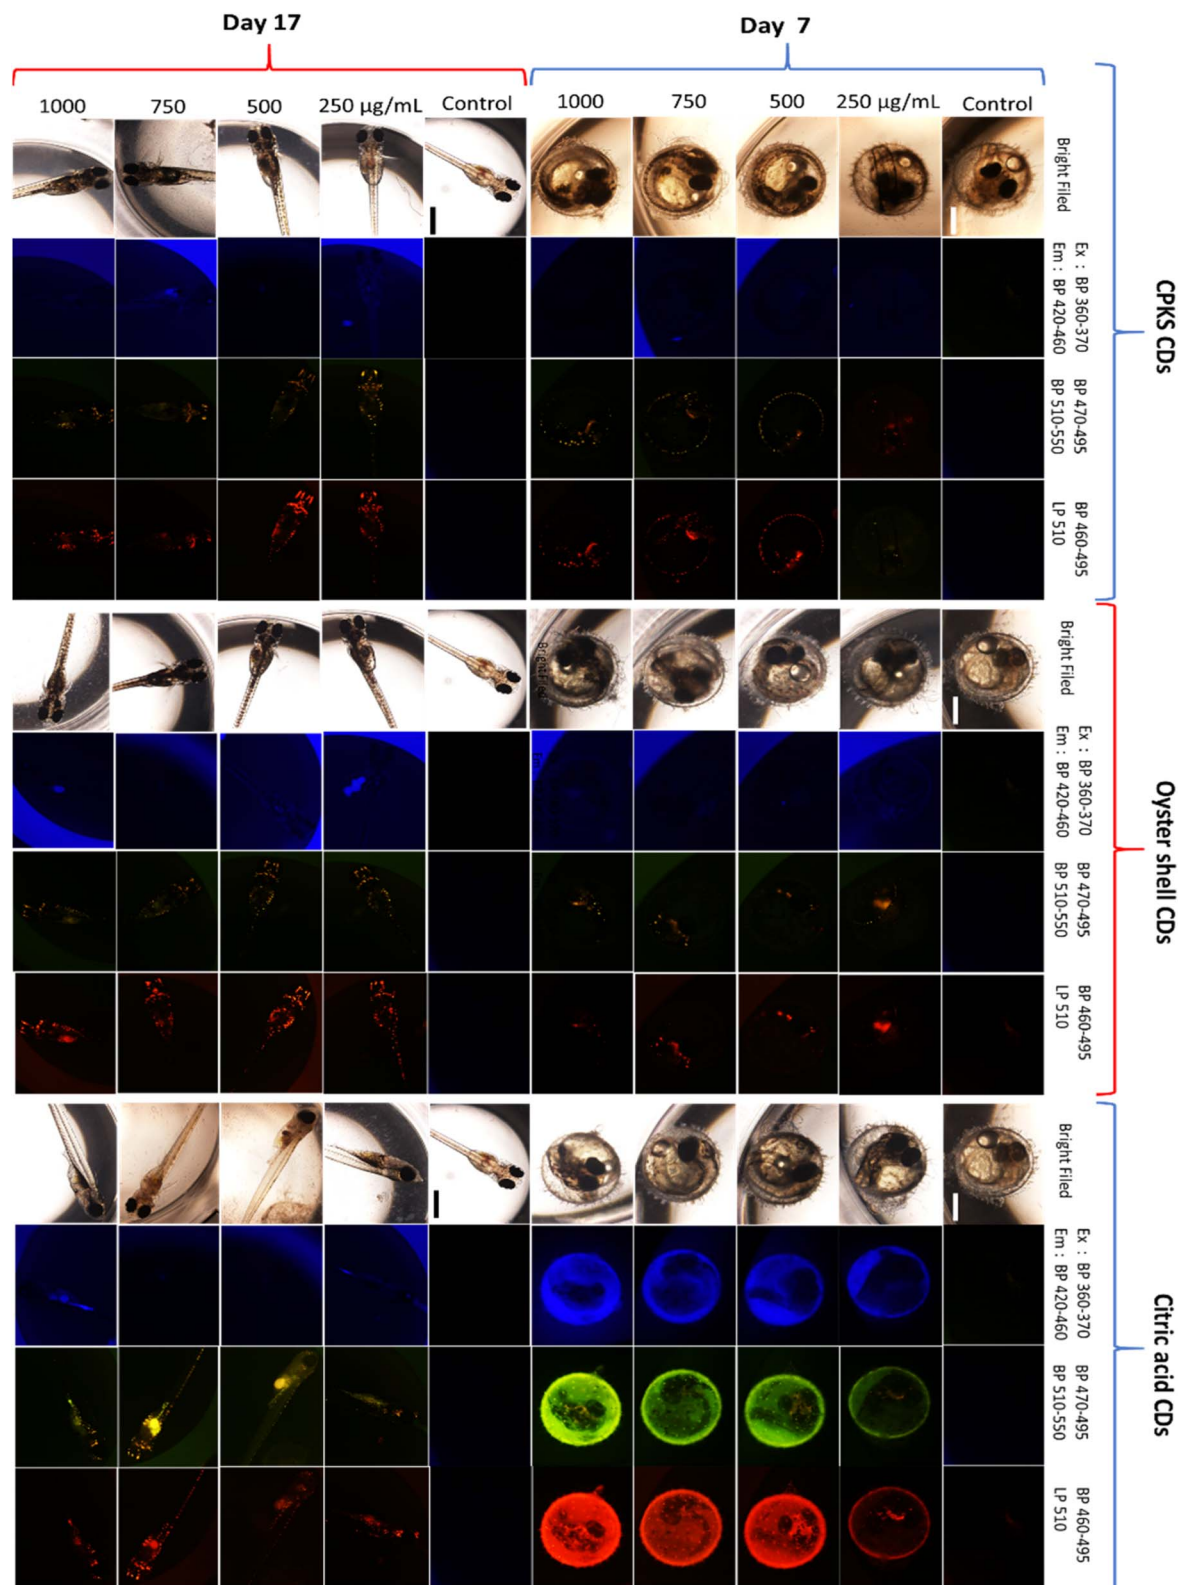 Day 17
Day 7
1000 750 500 250 µg/mL Control 1000 750 500 250 µg/mL Control
CPKS CDs
Bright Filed
Ex : BP 360-370
Em : BP 420-460
BP 470-495
BP 510-550
BP 460-495
LP 510
Oyster shell CDs
Bright Filed
Bright Filed
Ex : BP 360-370
Em : BP 420-460
BP 470-495
BP 510-550
BP 460-495
LP 510
Citric acid CDs
Bright Filed
Ex : BP 360-370
Em : BP 420-460
BP 470-495
BP 510-550
BP 460-495
LP 510